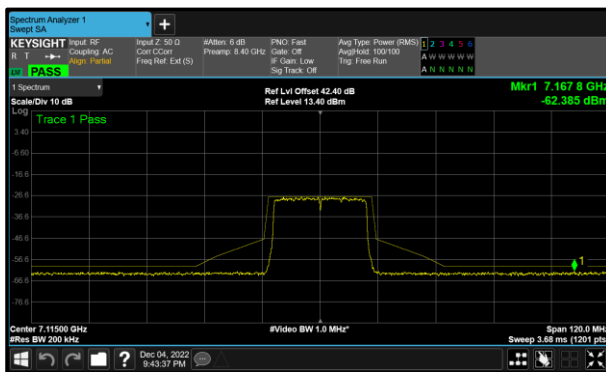 Spectrum Analyzer 1
Swept SA
+
KEYSIGHT
R T
LXI
PASS
Input: RF
Coupling: AC
Align: Partial
Input Z: 50 Ω
Corr CCorr
Freq Ref: Ext (S)
#Atten: 6 dB
Preamp: 8.40 GHz
PNO: Fast
Gate: Off
IF Gain: Low
Sig Track: Off
Avg Type: Power (RMS)
Avg|Hold: 100/100
Trig: Free Run
1 2 3 4 5 6
A W W W W W
A N N N N N
1 Spectrum
Scale/Div 10 dB
Ref Lvl Offset 42.40 dB
Ref Level 13.40 dBm
Mkr1 7.167 8 GHz
-62.385 dBm
Log
Trace 1 Pass
3.40
-6.60
-16.6
-26.6
-36.6
-46.6
-56.6
-66.6
-76.6
1
Center 7.11500 GHz
#Res BW 200 kHz
#Video BW 1.0 MHz*
Span 120.0 MHz
Sweep 3.68 ms (1201 pts)
?
Dec 04, 2022
9:43:37 PM